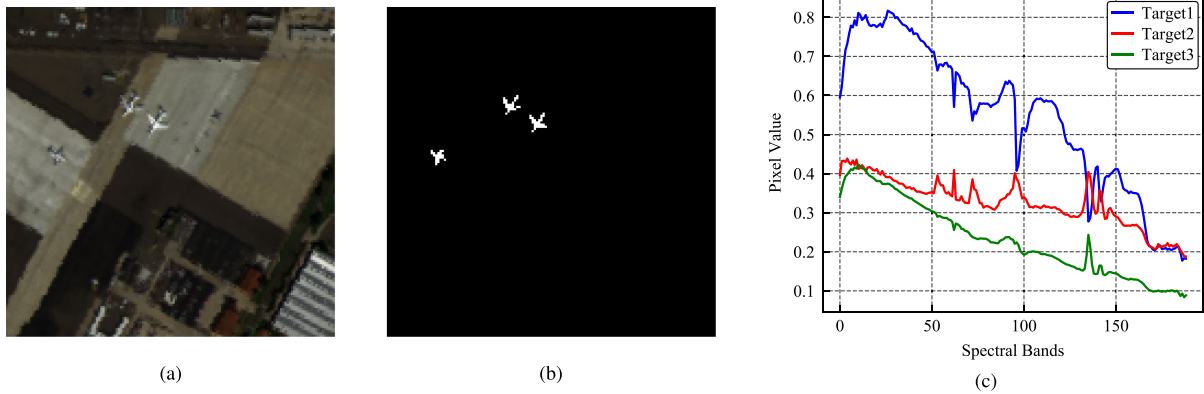 0.8
0.7
0.6
0.5
0.4
0.3
0.2
0.1
Pixel Value
Target1
Target2
Target3
0
50
100
150
Spectral Bands
(a)
(b)
(c)